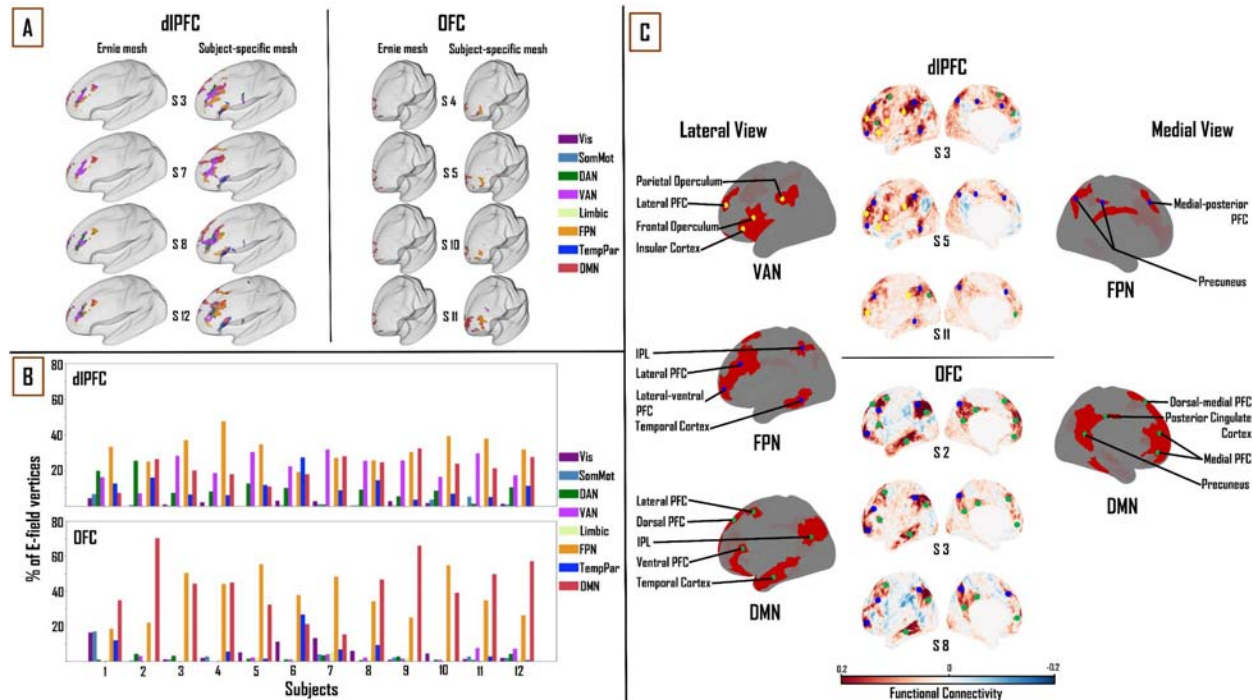 A
dlPFC
OFC
Ernie mesh
Subject-specific mesh
Ernie mesh
Subject-specific mesh
S 3
S 7
S 8
S 12
S 4
S 5
S 10
S 11
Vis
SomMot
DAN
VAN
Limbic
FPN
TempPar
DMN
B
dlPFC
80
60
40
20
OFC
80
60
40
20
% of E-field vertices
1 2 3 4 5 6 7 8 9 10 11 12
Subjects
Vis
SomMot
DAN
VAN
Limbic
FPN
TempPar
DMN
C
Lateral View
Parietal Operculum
Lateral PFC
Frontal Operculum
Insular Cortex
VAN
IPL
Lateral PFC
Lateral-ventral
PFC
Temporal Cortex
FPN
Lateral PFC
Dorsal PFC
IPL
Ventral PFC
Temporal Cortex
DMN
dlPFC
S 3
S 5
S 11
OFC
S 2
S 3
S 8
0.2 0 -0.2
Functional Connectivity
Medial View
Medial-posterior
PFC
Precuneus
FPN
Dorsal-medial PFC
Posterior Cingulate
Cortex
Medial PFC
Precuneus
DMN